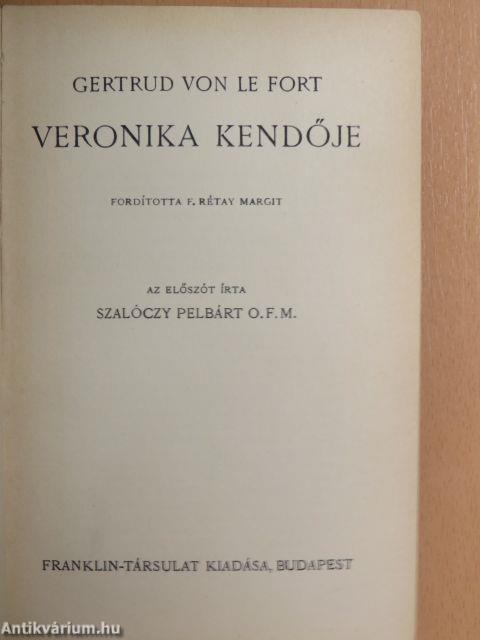 GERTRUD VON LE FORT
VERONIKA KENDŐJE
FORDÍTOTTA F. RÉTAY MARGIT
AZ ELŐSZÓT ÍRTA
SZALÓCZY PELBÁRT O.F.M.
FRANKLIN-TÁRSULAT KIADÁSA, BUDAPEST
Antikvárium.hu